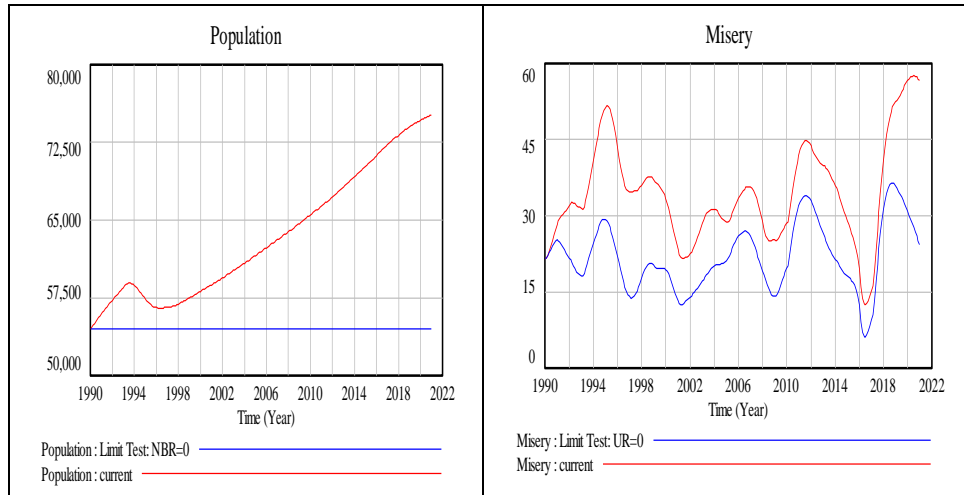 Population
80,000
72,500
65,000
57,500
50,000
1990 1994 1998 2002 2006 2010 2014 2018 2022
Time (Year)
Population : Limit Test: NBR=0
Population : current
Misery
60
45
30
15
0
1990 1994 1998 2002 2006 2010 2014 2018 2022
Time (Year)
Misery : Limit Test: UR=0
Misery : current